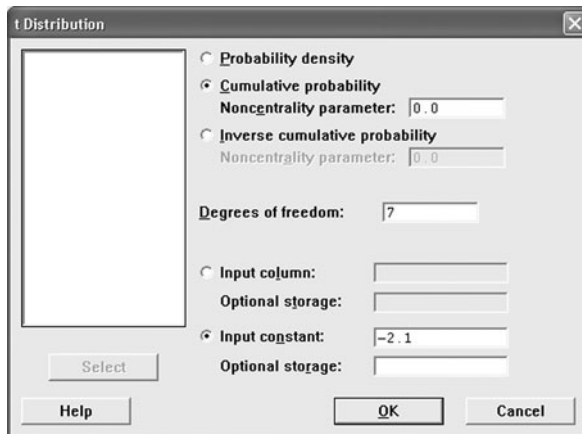 t Distribution
Probability density
Cumulative probability
Noncentrality parameter: 0.0
Inverse cumulative probability
Noncentrality parameter: 0.0
Degrees of freedom: 7
Input column:
Optional storage:
Input constant: -2.1
Optional storage:
Select
Help
OK
Cancel